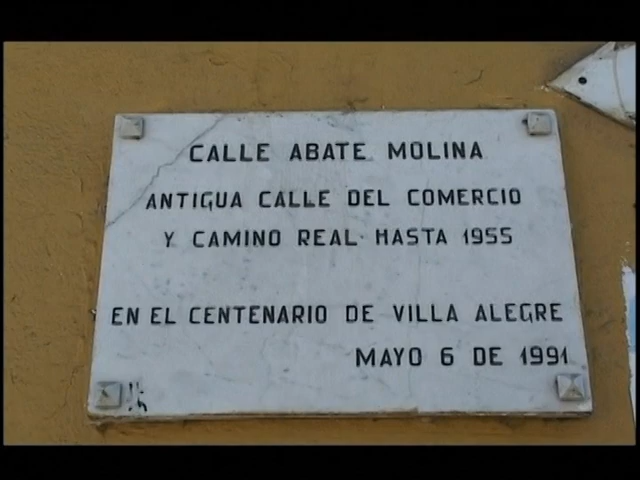 CALLE ABATE MOLINA
ANTIGUA CALLE DEL COMERCIO
Y CAMINO REAL HASTA 1955
EN EL CENTENARIO DE VILLA ALEGRE
MAYO 6 DE 1991